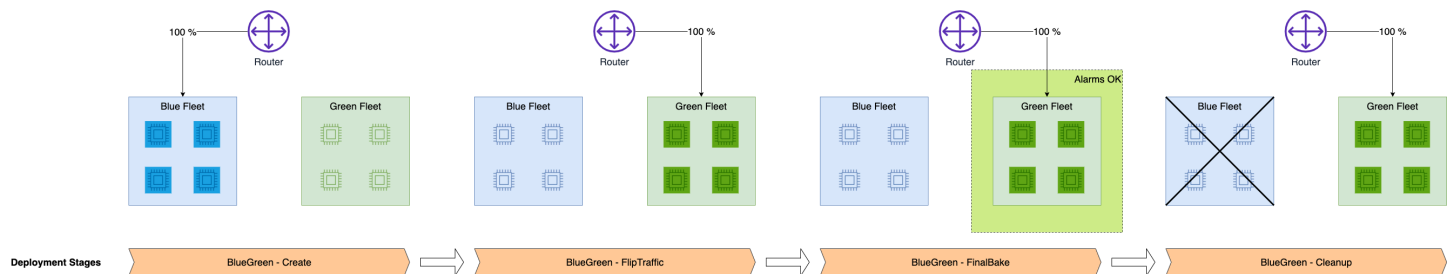 100 %
Router
Blue Fleet
Green Fleet
100 %
Router
Blue Fleet
Green Fleet
100 %
Router
Alarms OK
Blue Fleet
Green Fleet
100 %
Router
Blue Fleet
Green Fleet
Deployment Stages
BlueGreen - Create
BlueGreen - FlipTraffic
BlueGreen - FinalBake
BlueGreen - Cleanup